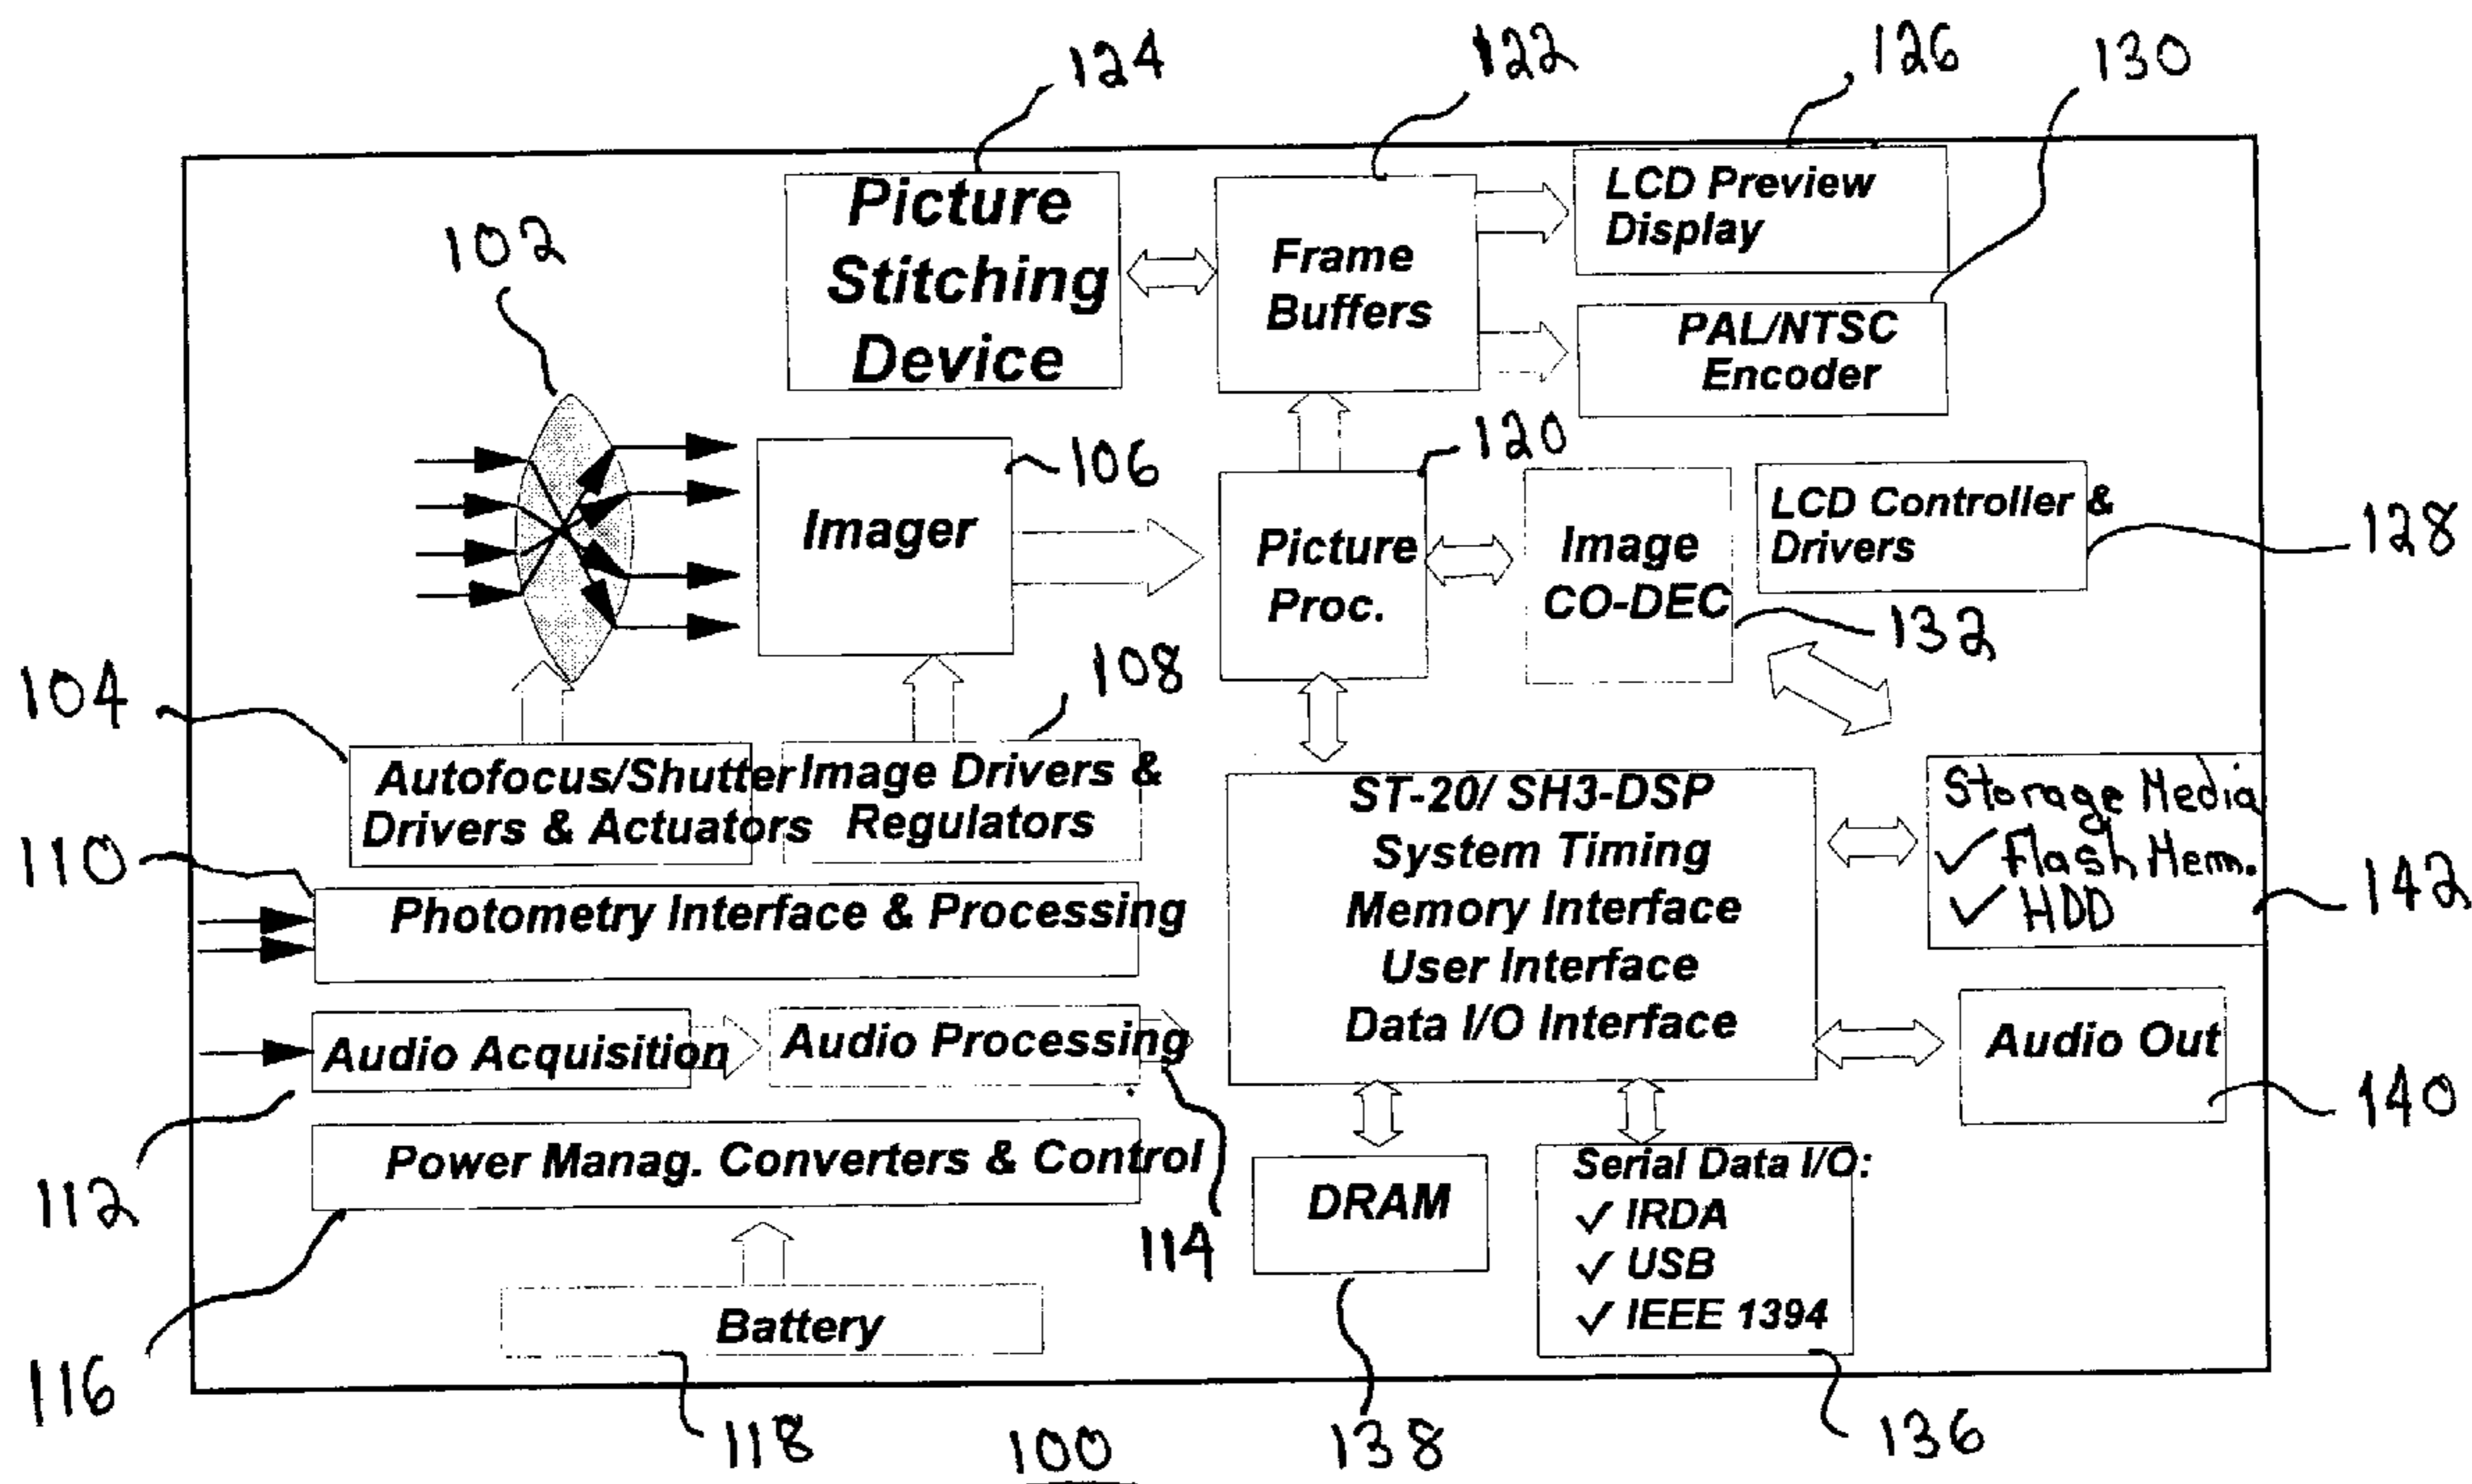 124
122
126
130
Picture
Stitching
Device
Frame
Buffers
LCD Preview
Display
PAL/NTSC
Encoder
102
106
Imager
120
Picture
Proc.
Image
CO-DEC
132
LCD Controller &
Drivers
128
104
Autofocus/Shutter
Drivers & Actuators
108
Image Drivers &
Regulators
ST-20/ SH3-DSP
System Timing
Memory Interface
User Interface
Data I/O Interface
Storage Media
✓ Flash Mem.
✓ HDD
142
110
Photometry Interface & Processing
Audio Acquisition
Audio Processing
Audio Out
140
112
114
Power Manag. Converters & Control
116
Battery
118
DRAM
138
Serial Data I/O:
✓ IRDA
✓ USB
✓ IEEE 1394
136
100